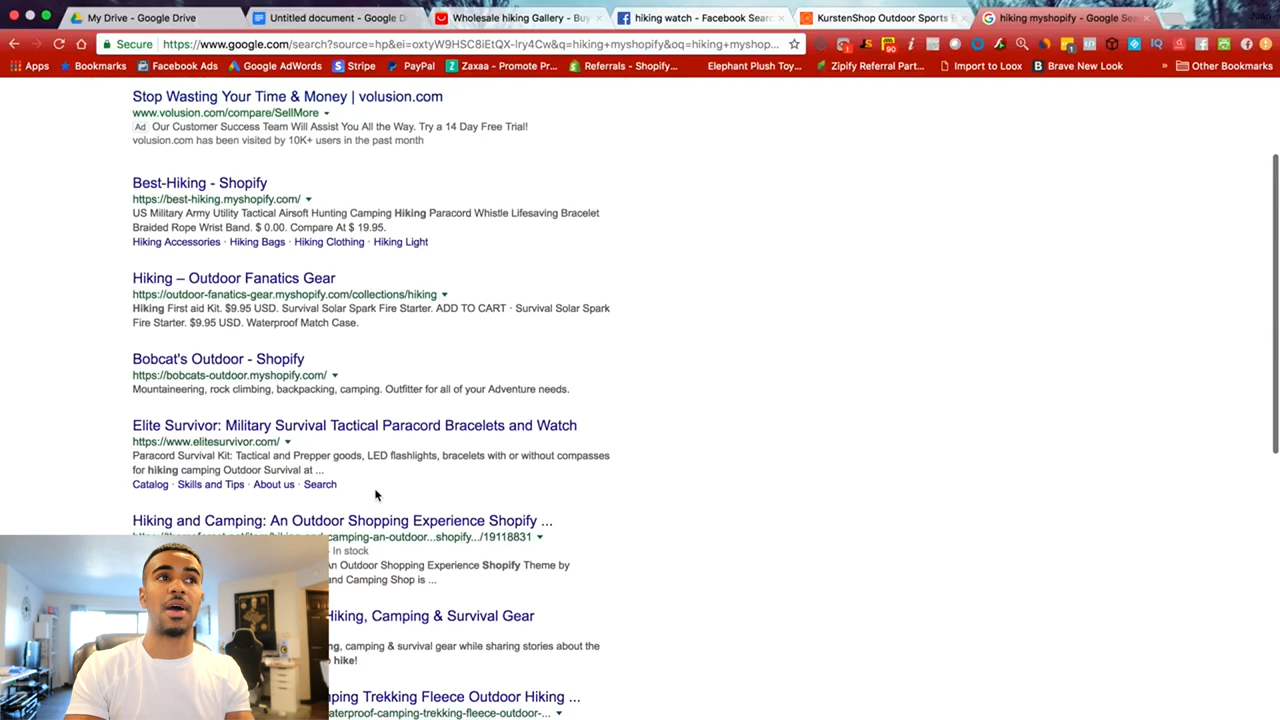 My Drive - Google Drive
Untitled document - Google D
Wholesale hiking Gallery - Buy
hiking watch - Facebook Search
KurstenShop Outdoor Sports
hiking myshopify - Google Sea
Secure
https://www.google.com/search?source=hp&ei=oxtyW9HSC8iEtQX-Iry4Cw&q=hiking+myshopify&oq=hiking+myshop...
Apps
Bookmarks
Facebook Ads
Google AdWords
Stripe
PayPal
Zaxaa - Promote Pr...
Referrals - Shopify...
Elephant Plush Toy...
Zipify Referral Part...
Import to Loox
Brave New Look
Other Bookmarks
Stop Wasting Your Time & Money | volusion.com
www.volusion.com/compare/SellMore
Ad Our Customer Success Team Will Assist You All the Way. Try a 14 Day Free Trial!
volusion.com has been visited by 10K+ users in the past month
Best-Hiking - Shopify
https://best-hiking.myshopify.com/
US Military Army Utility Tactical Airsoft Hunting Camping Hiking Paracord Whistle Lifesaving Bracelet
Braided Rope Wrist Band. $ 0.00. Compare At $ 19.95.
Hiking Accessories · Hiking Bags · Hiking Clothing · Hiking Light
Hiking – Outdoor Fanatics Gear
https://outdoor-fanatics-gear.myshopify.com/collections/hiking
Hiking First aid Kit. $9.95 USD. Survival Solar Spark Fire Starter. ADD TO CART · Survival Solar Spark
Fire Starter. $9.95 USD. Waterproof Match Case.
Bobcat's Outdoor - Shopify
https://bobcats-outdoor.myshopify.com/
Mountaineering, rock climbing, backpacking, camping. Outfitter for all of your Adventure needs.
Elite Survivor: Military Survival Tactical Paracord Bracelets and Watch
https://www.elitesurvivor.com/
Paracord Survival Kit: Tactical and Prepper goods, LED flashlights, bracelets with or without compasses
for hiking camping Outdoor Survival at ...
Catalog · Skills and Tips · About us · Search
Hiking and Camping: An Outdoor Shopping Experience Shopify ...
camping-an-outdoor...shopify.../19118831
In stock
An Outdoor Shopping Experience Shopify Theme by
and Camping Shop is ...
Hiking, Camping & Survival Gear
ng, camping & survival gear while sharing stories about the
hike!
ping Trekking Fleece Outdoor Hiking ...
aterproof-camping-trekking-fleece-outdoor-...